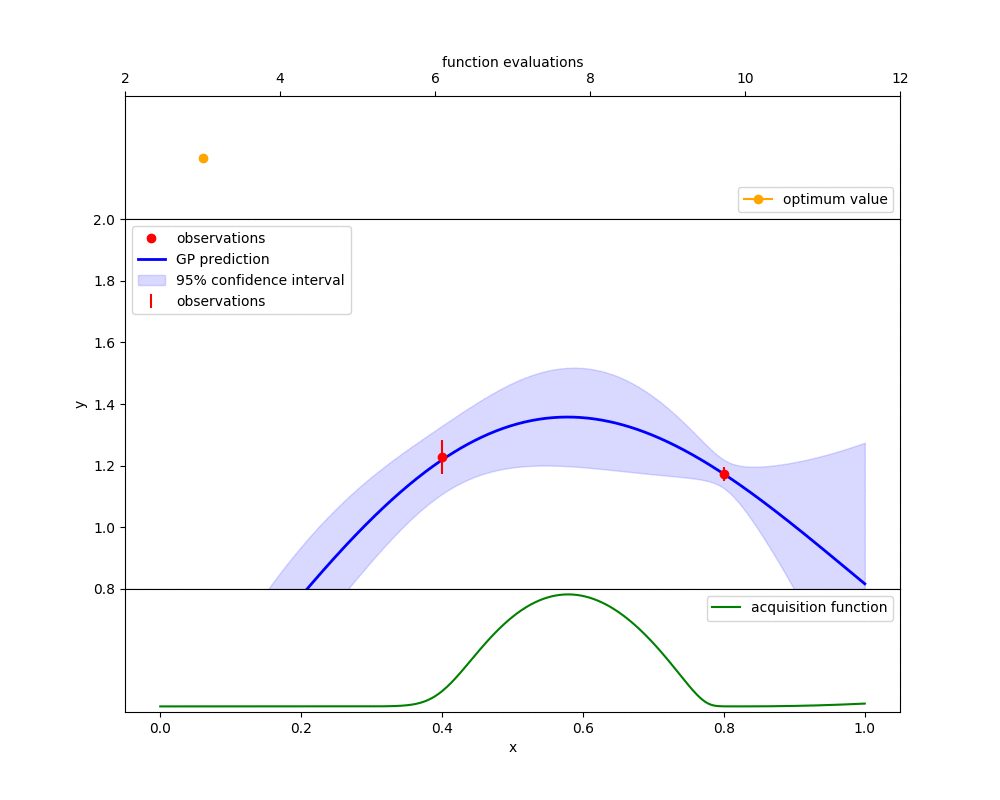 function evaluations
2 4 6 8 10 12
optimum value
2.0
1.8
1.6
1.4
1.2
1.0
0.8
y
observations
GP prediction
95% confidence interval
observations
acquisition function
0.0 0.2 0.4 0.6 0.8 1.0
x